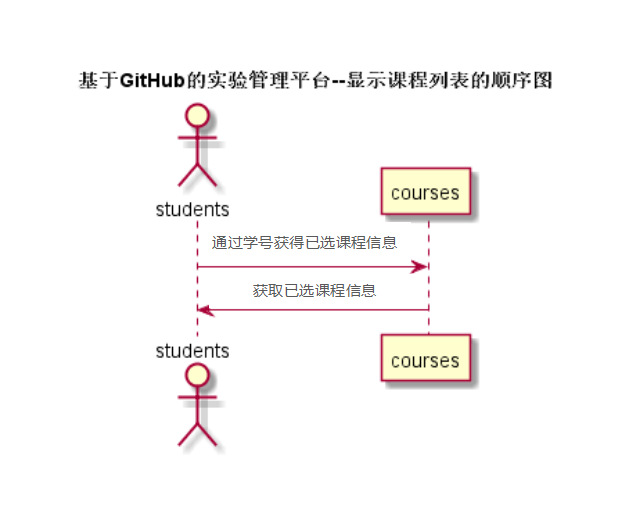 基于GitHub的实验管理平台--显示课程列表的顺序图
students
courses
通过学号获得已选课程信息
获取已选课程信息
students
courses